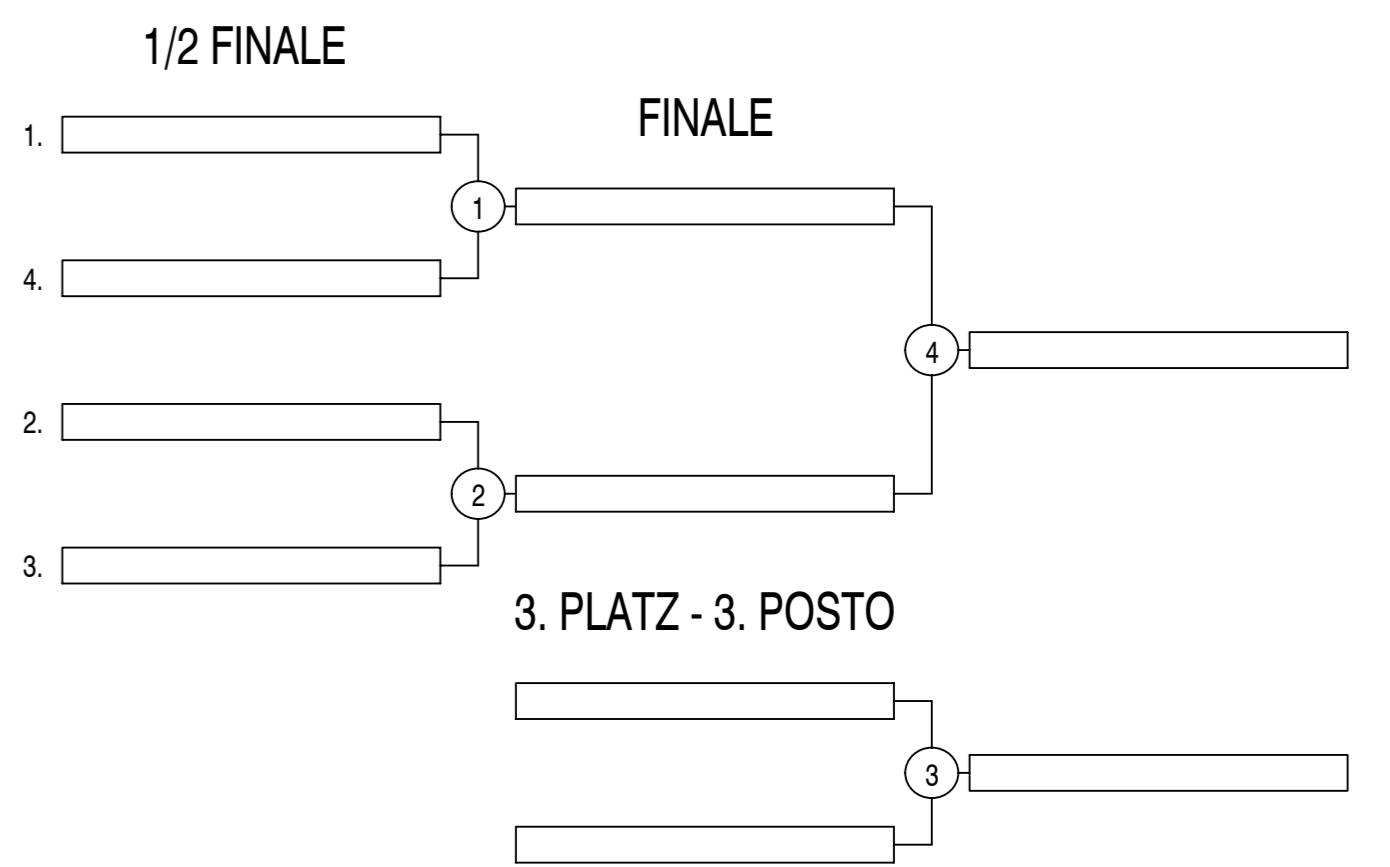 1/2 FINALE
FINALE
1.
1
4.
4
2.
2
3.
3. PLATZ - 3. POSTO
3